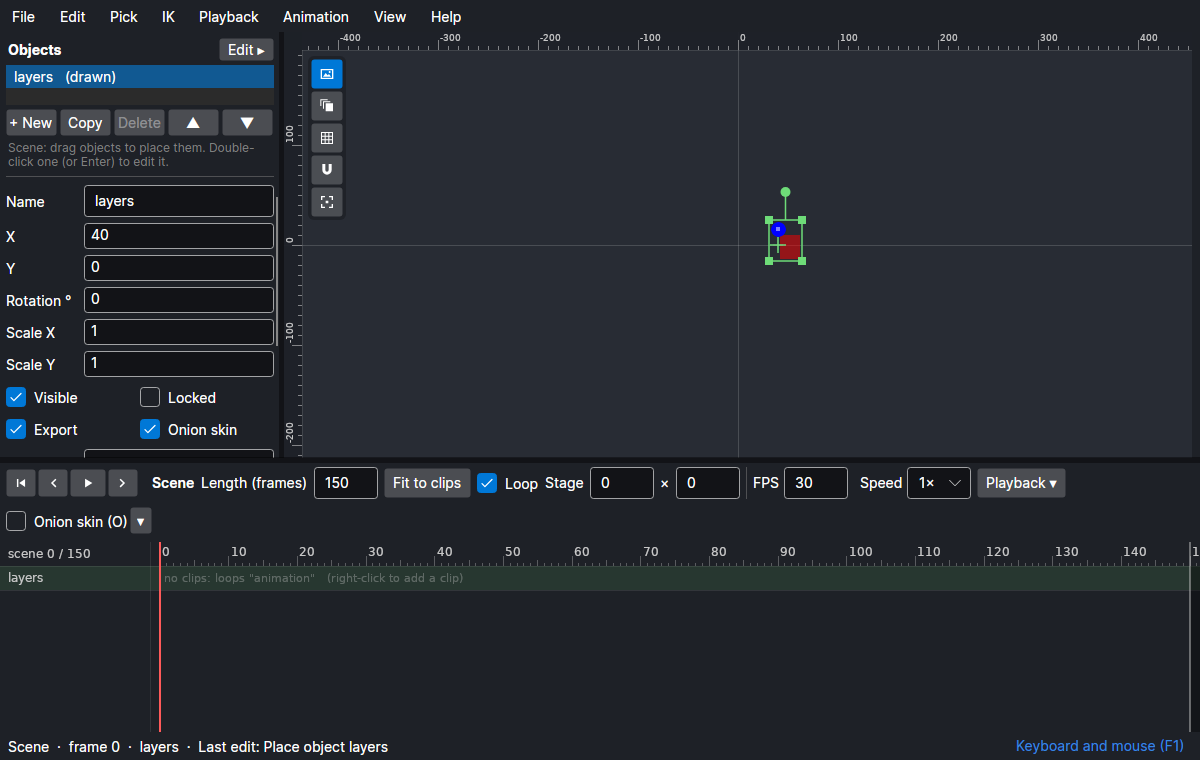 File Edit Pick IK Playback Animation View Help
Objects
Edit ▸
layers (drawn)
+ New Copy Delete ▲ ▼
Scene: drag objects to place them. Double-
click one (or Enter) to edit it.
Name layers
X 40
Y 0
Rotation ° 0
Scale X 1
Scale Y 1
Visible Locked
Export Onion skin
-400 -300 -200 -100 0 100 200 300 400
100
0
-100
-200
Scene Length (frames) 150 Fit to clips Loop Stage 0 × 0 FPS 30 Speed 1× Playback ▾
Onion skin (O) ▾
scene 0 / 150
0 10 20 30 40 50 60 70 80 90 100 110 120 130 140 1
layers
no clips: loops "animation" (right-click to add a clip)
Scene · frame 0 · layers · Last edit: Place object layers
Keyboard and mouse (F1)